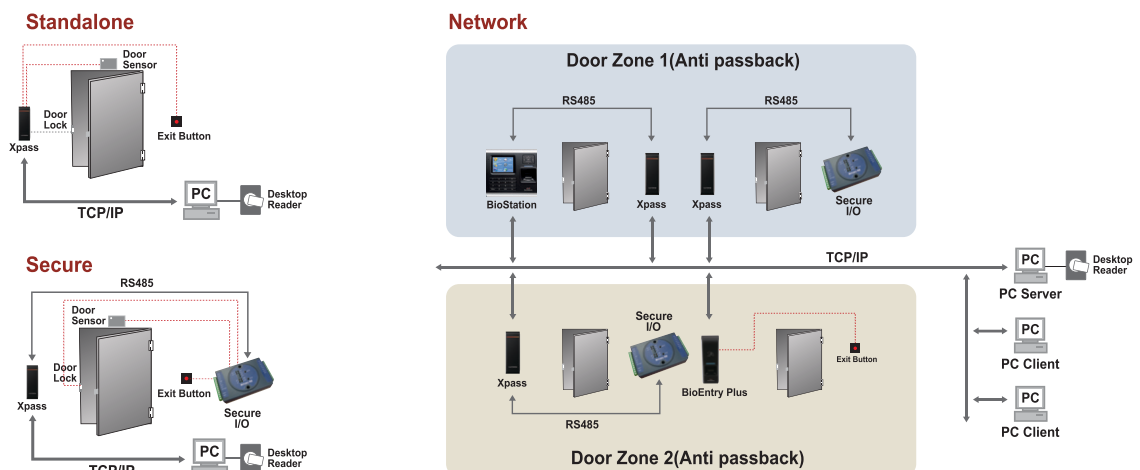 Standalone
Door
Sensor
Door
Lock
Xpass
Exit Button
PC
Desktop
Reader
TCP/IP
Secure
RS485
Door
Sensor
Door
Lock
Xpass
Exit Button
Secure
I/O
PC
Desktop
Reader
TCP/IP
Network
Door Zone 1(Anti passback)
RS485
RS485
BioStation
Xpass
Xpass
Secure
I/O
TCP/IP
PC
Desktop
Reader
PC Server
PC
PC Client
PC
PC Client
Secure
I/O
Xpass
BioEntry Plus
Exit Button
RS485
Door Zone 2(Anti passback)